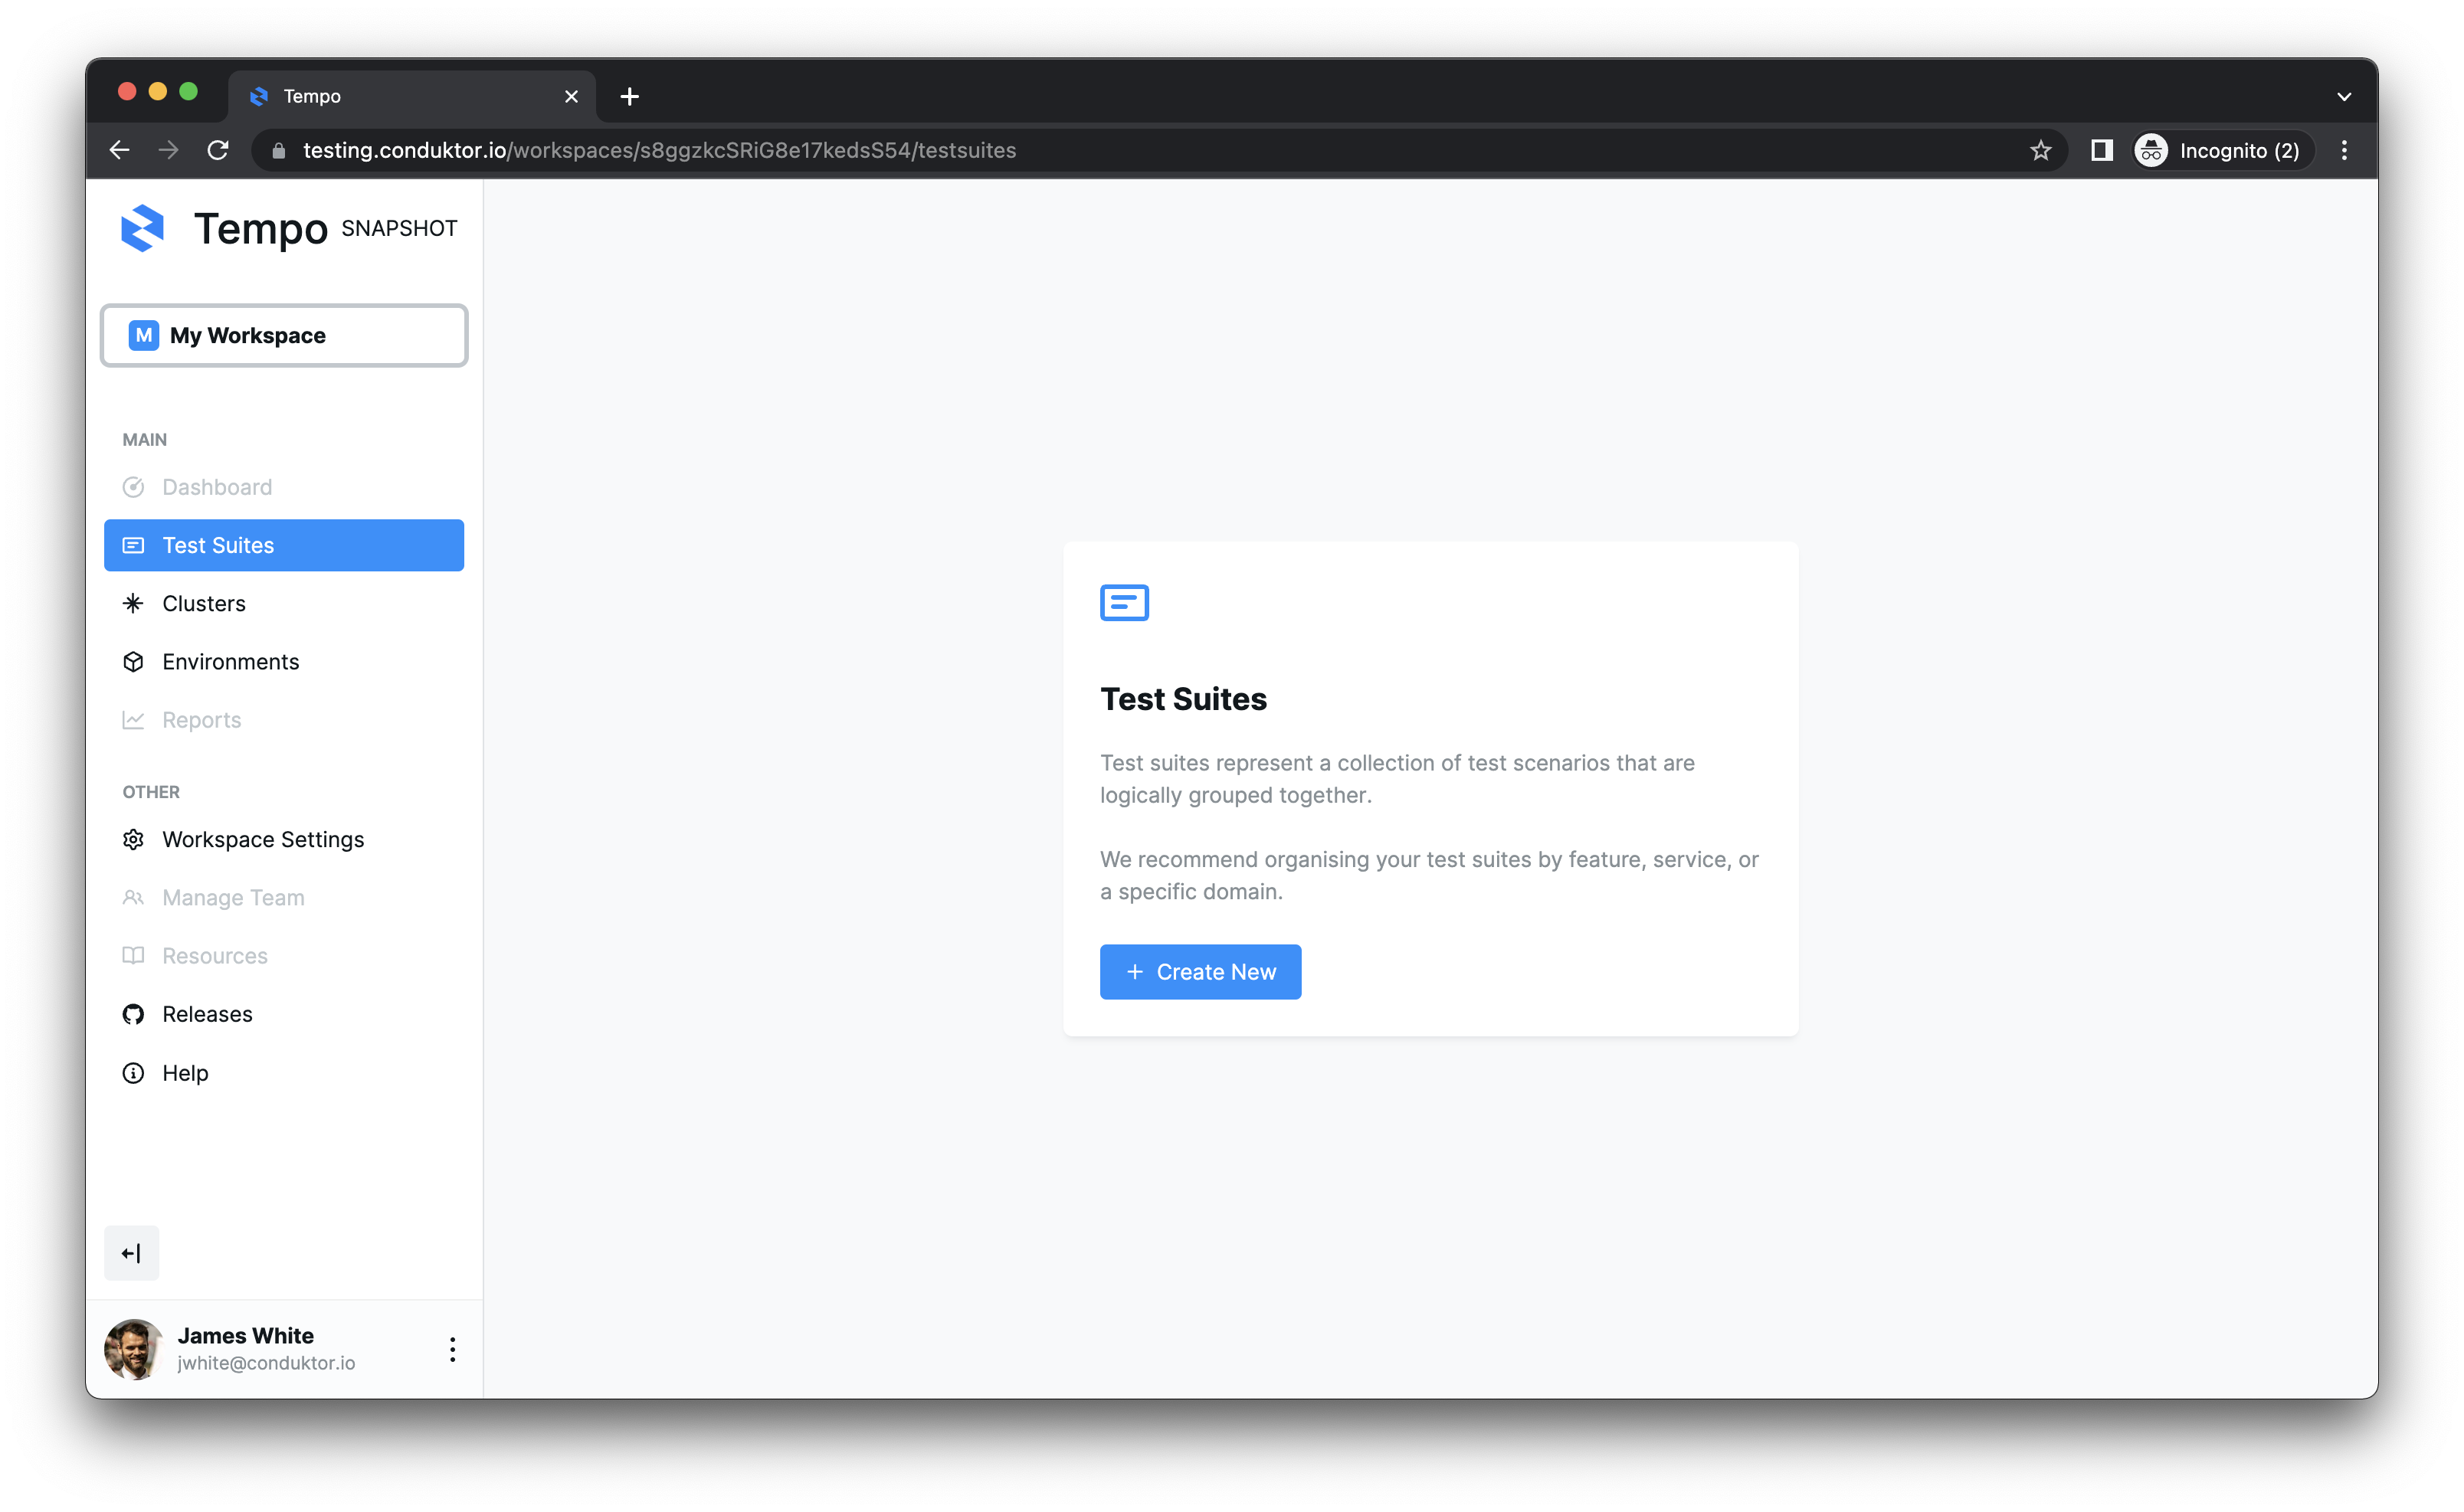 Tempo
testing.conduktor.io/workspaces/s8ggzkcSRiG8e17kedsS54/testsuites
Incognito (2)
Tempo SNAPSHOT
M My Workspace
MAIN
Dashboard
Test Suites
Clusters
Environments
Reports
OTHER
Workspace Settings
Manage Team
Resources
Releases
Help
James White
jwhite@conduktor.io
Test Suites
Test suites represent a collection of test scenarios that are
logically grouped together.
We recommend organising your test suites by feature, service, or
a specific domain.
+ Create New